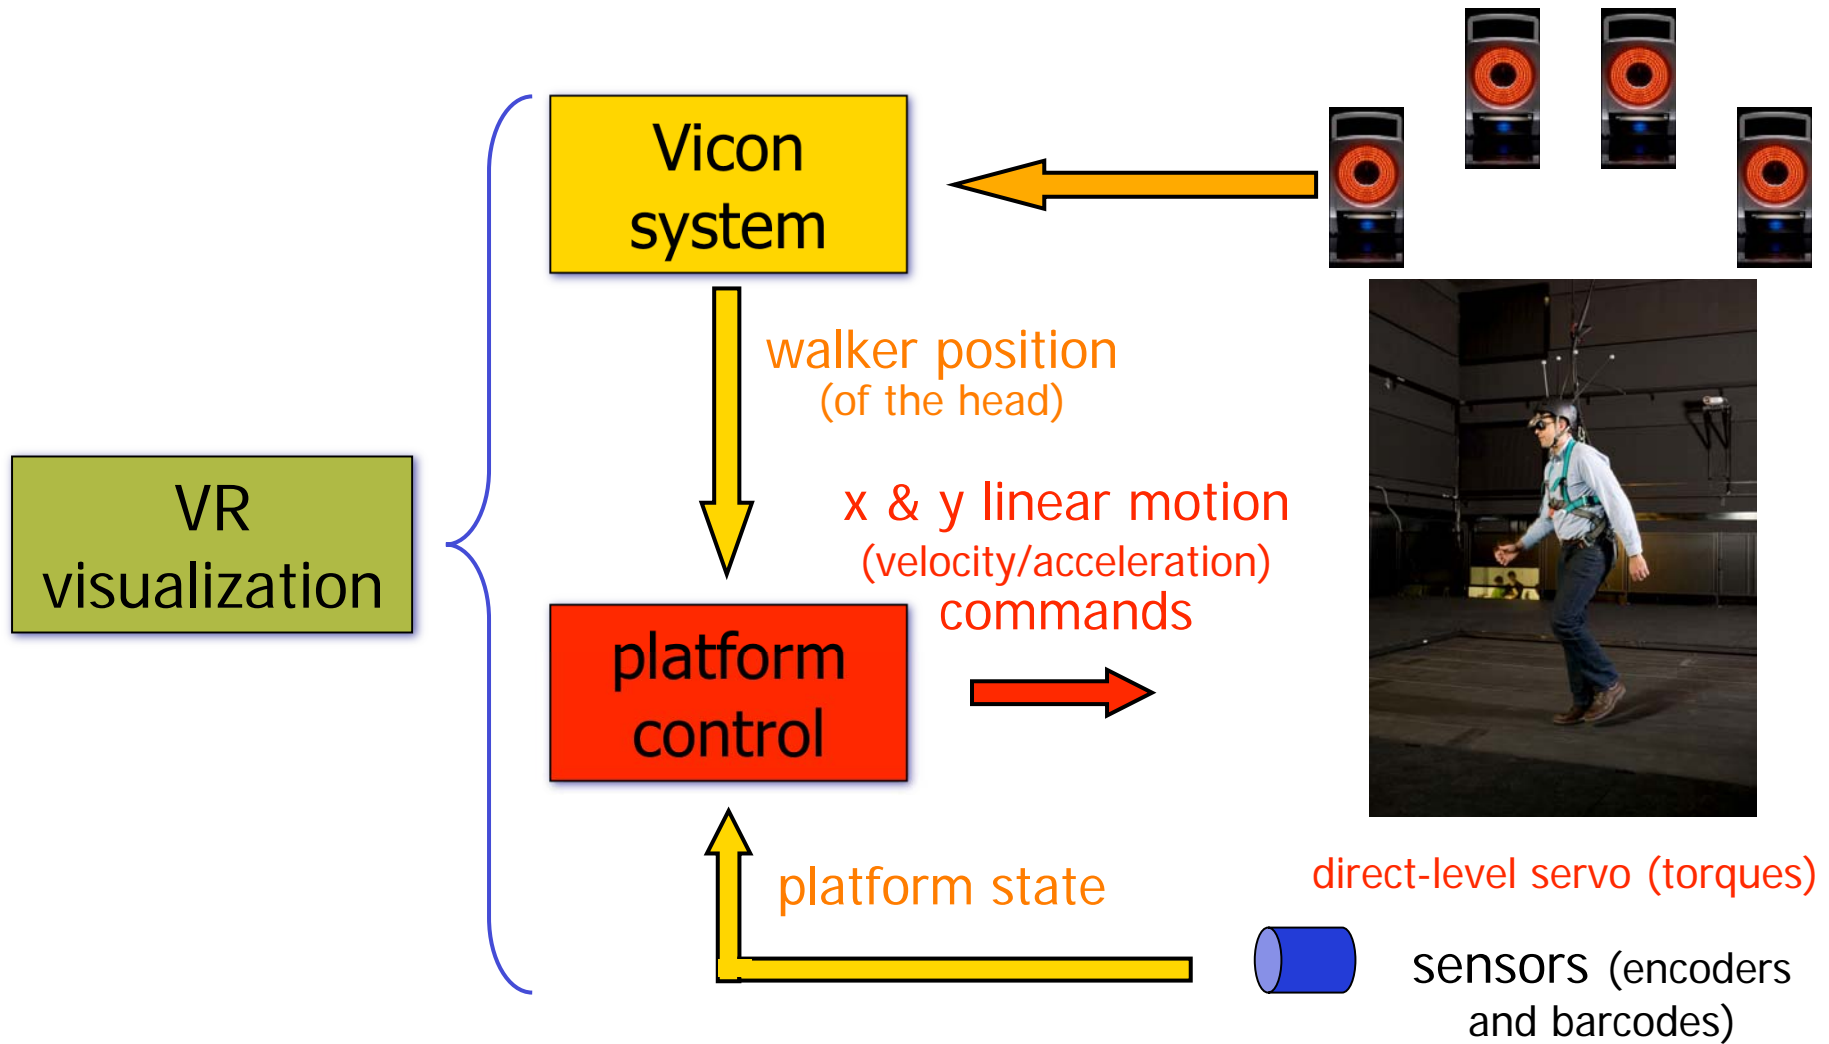 Vicon
system
walker position
(of the head)
VR
visualization
x & y linear motion
(velocity/acceleration)
commands
platform
control
platform state
direct-level servo (torques)
sensors (encoders
and barcodes)